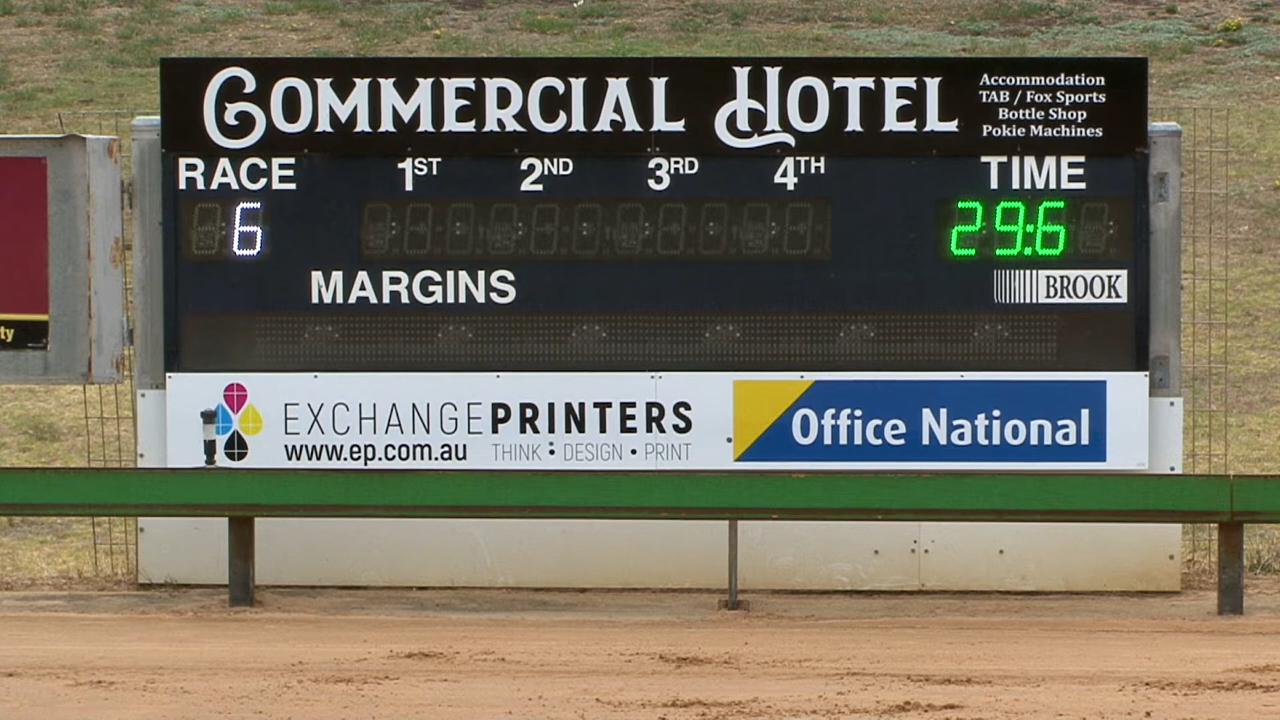 COMMERCIAL HOTEL
Accommodation
TAB / Fox Sports
Bottle Shop
Pokie Machines
RACE 1ST 2ND 3RD 4TH TIME
6 29:6
MARGINS BROOK
ty
EXCHANGEPRINTERS
www.ep.com.au THINK : DESIGN • PRINT
Office National